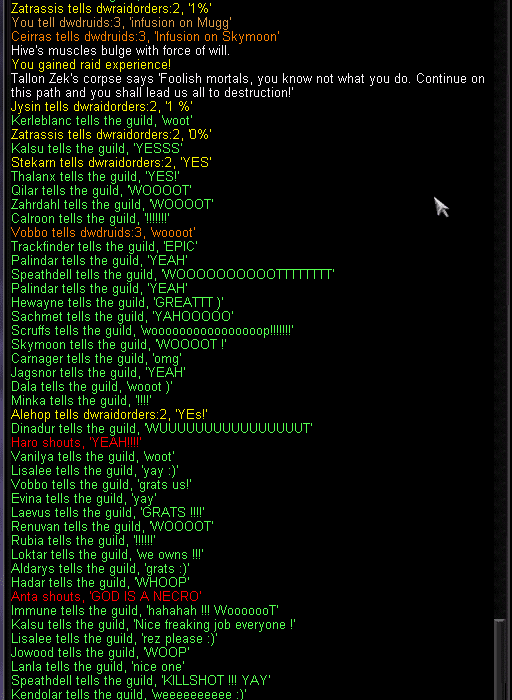 Zatrassis tells dwraidorders:2, '1%'
You tell dwdruids:3, 'infusion on Mugg'
Ceirras tells dwdruids:3, 'Infusion on Skymoon'
Hive's muscles bulge with force of will.
You gained raid experience!
Tallon Zek's corpse says 'Foolish mortals, you know not what you do. Continue on
this path and you shall lead us all to destruction!'
Jysin tells dwraidorders:2, '1 %'
Kerleblanc tells the guild, 'woot'
Zatrassis tells dwraidorders:2, '0%'
Kalsu tells the guild, 'YESSS'
Stekarn tells dwraidorders:2, 'YES'
Thalanx tells the guild, 'YES!'
Qilar tells the guild, 'WOOOOT'
Zahrdahl tells the guild, 'WOOOOT'
Calroon tells the guild, '!!!!!!!'
Vobbo tells dwdruids:3, 'woooot'
Trackfinder tells the guild, 'EPIC'
Palindar tells the guild, 'YEAH'
Speathdell tells the guild, 'WOOOOOOOOOOTTTTTTTT'
Palindar tells the guild, 'YEAH'
Hewayne tells the guild, 'GREATTT )'
Sachmet tells the guild, 'YAHOOOOO'
Scruffs tells the guild, 'woooooooooooooooop!!!!!!!'
Skymoon tells the guild, 'WOOOOT !'
Carnager tells the guild, 'omg'
Jagsnor tells the guild, 'YEAH'
Dala tells the guild, 'wooot )'
Minka tells the guild, '!!!!'
Alehop tells dwraidorders:2, 'YEs!'
Dinadur tells the guild, 'WUUUUUUUUUUUUUUUUT'
Haro shouts, 'YEAH!!!!'
Vanilya tells the guild, 'woot'
Lisalee tells the guild, 'yay :)'
Vobbo tells the guild, 'grats us!'
Evina tells the guild, 'yay'
Laevus tells the guild, 'GRATS !!!!'
Renuvan tells the guild, 'WOOOOT'
Rubia tells the guild, '!!!!!!'
Loktar tells the guild, 'we owns !!!'
Aldarys tells the guild, 'grats :)'
Hadar tells the guild, 'WHOOP'
Anta shouts, 'GOD IS A NECRO'
Immune tells the guild, 'hahahah !!! WooooooT'
Kalsu tells the guild, 'Nice freaking job everyone !'
Lisalee tells the guild, 'rez please :)'
Jowood tells the guild, 'WOOP'
Lanla tells the guild, 'nice one'
Speathdell tells the guild, 'KILLSHOT !!! YAY'
Kendolar tells the guild, 'weeeeeeeeee :)'